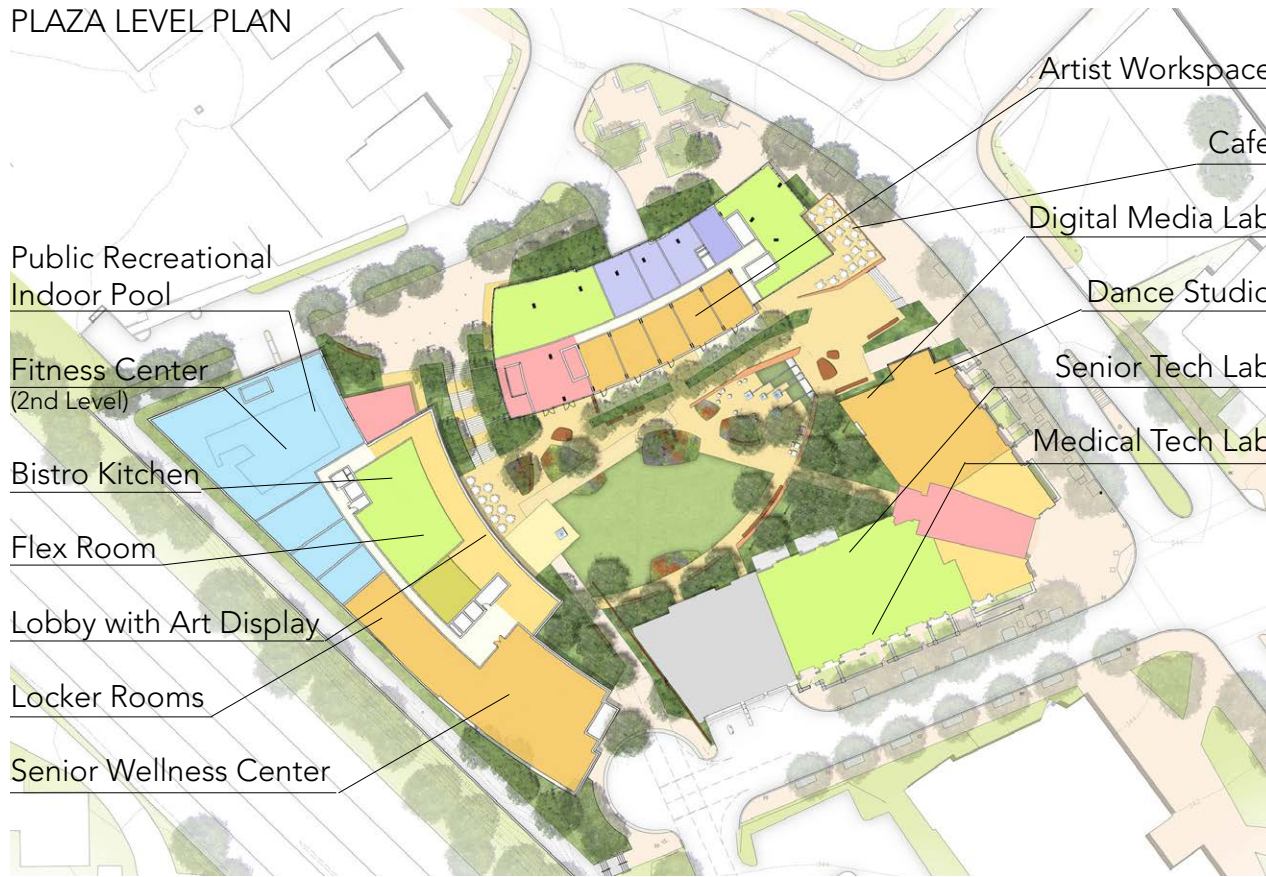 PLAZA LEVEL PLAN
Artist Workspace
Cafe
Digital Media Lab
Dance Studio
Senior Tech Lab
Medical Tech Lab
Public Recreational
Indoor Pool
Fitness Center
(2nd Level)
Bistro Kitchen
Flex Room
Lobby with Art Display
Locker Rooms
Senior Wellness Center